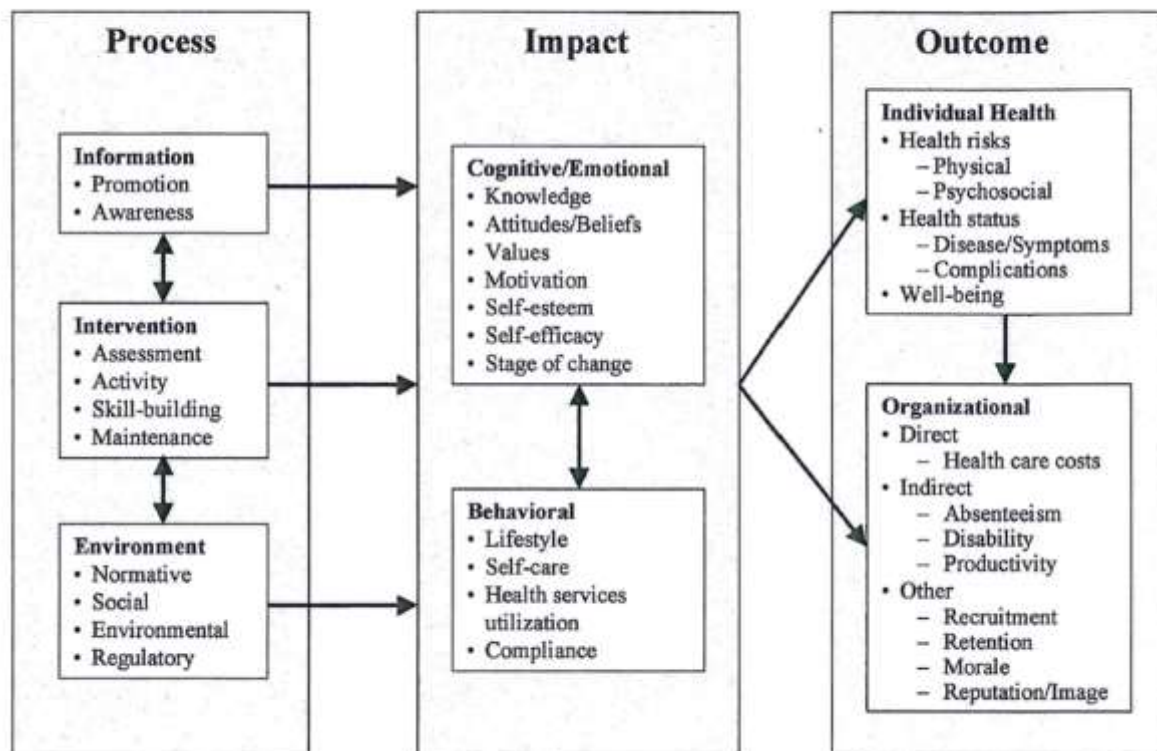 Process
Information
• Promotion
• Awareness
Intervention
• Assessment
• Activity
• Skill-building
• Maintenance
Environment
• Normative
• Social
• Environmental
• Regulatory
Impact
Cognitive/Emotional
• Knowledge
• Attitudes/Beliefs
• Values
• Motivation
• Self-esteem
• Self-efficacy
• Stage of change
Behavioral
• Lifestyle
• Self-care
• Health services
utilization
• Compliance
Outcome
Individual Health
• Health risks
– Physical
– Psychosocial
• Health status
– Disease/Symptoms
– Complications
• Well-being
Organizational
• Direct
– Health care costs
• Indirect
– Absenteeism
– Disability
– Productivity
• Other
– Recruitment
– Retention
– Morale
– Reputation/Image